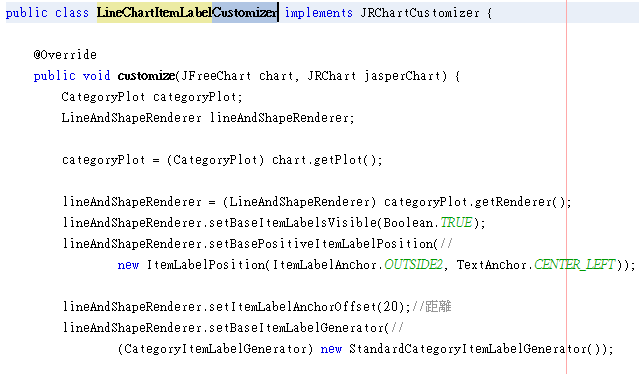 public class LineChartItemLabelCustomizer implements JRChartCustomizer {
@Override
public void customize(JFreeChart chart, JRChart jasperChart) {
CategoryPlot categoryPlot;
LineAndShapeRenderer lineAndShapeRenderer;
categoryPlot = (CategoryPlot) chart.getPlot();
lineAndShapeRenderer = (LineAndShapeRenderer) categoryPlot.getRenderer();
lineAndShapeRenderer.setBaseItemLabelsVisible(Boolean.TRUE);
lineAndShapeRenderer.setBasePositiveItemLabelPosition(//
new ItemLabelPosition(ItemLabelAnchor.OUTSIDE2, TextAnchor.CENTER_LEFT));
lineAndShapeRenderer.setItemLabelAnchorOffset(20);//距離
lineAndShapeRenderer.setBaseItemLabelGenerator(//
(CategoryItemLabelGenerator) new StandardCategoryItemLabelGenerator());